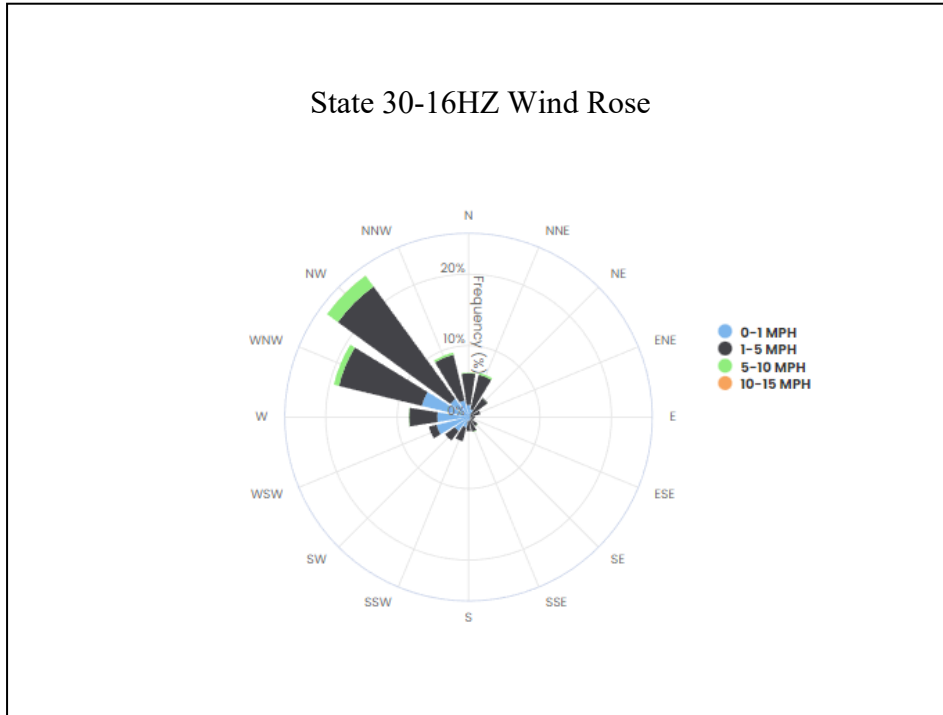 State 30-16HZ Wind Rose
N
NNW
NNE
NW
NE
20%
Frequency (%)
WNW
ENE
10%
0-1 MPH
1-5 MPH
5-10 MPH
10-15 MPH
0%
W
E
WSW
ESE
SW
SE
SSW
SSE
S